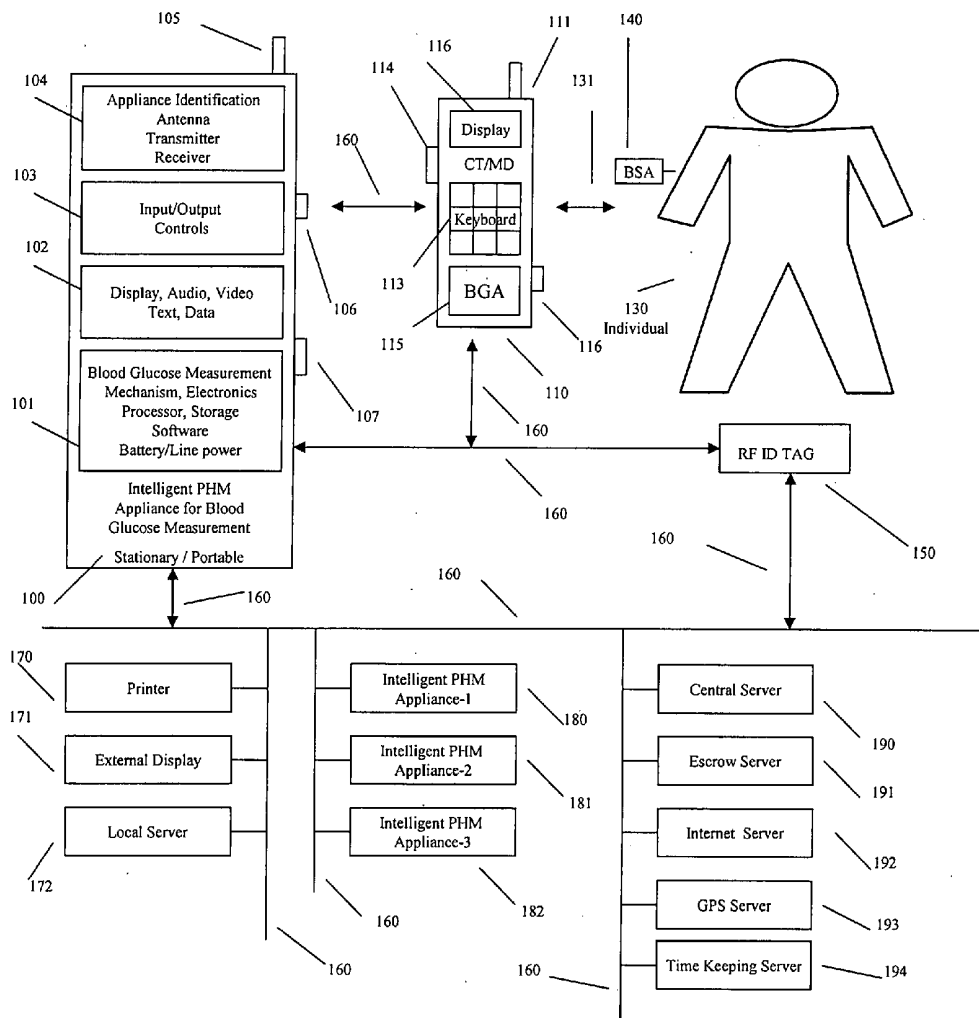 105
104
Appliance Identification
Antenna
Transmitter
Receiver
103
Input/Output
Controls
102
Display, Audio, Video
Text, Data
101
Blood Glucose Measurement
Mechanism, Electronics
Processor, Storage
Software
Battery/Line power
Intelligent PHM
Appliance for Blood
Glucose Measurement
Stationary / Portable
100
106
107
160
116
111
114
Display
CT/MD
Keyboard
113
BGA
115
116
110
131
140
BSA
130
Individual
160
160
RF ID TAG
150
160
160
160
170
Printer
171
External Display
172
Local Server
160
Intelligent PHM
Appliance-1
180
Intelligent PHM
Appliance-2
181
Intelligent PHM
Appliance-3
182
160
Central Server
190
Escrow Server
191
Internet Server
192
GPS Server
193
Time Keeping Server
194
160